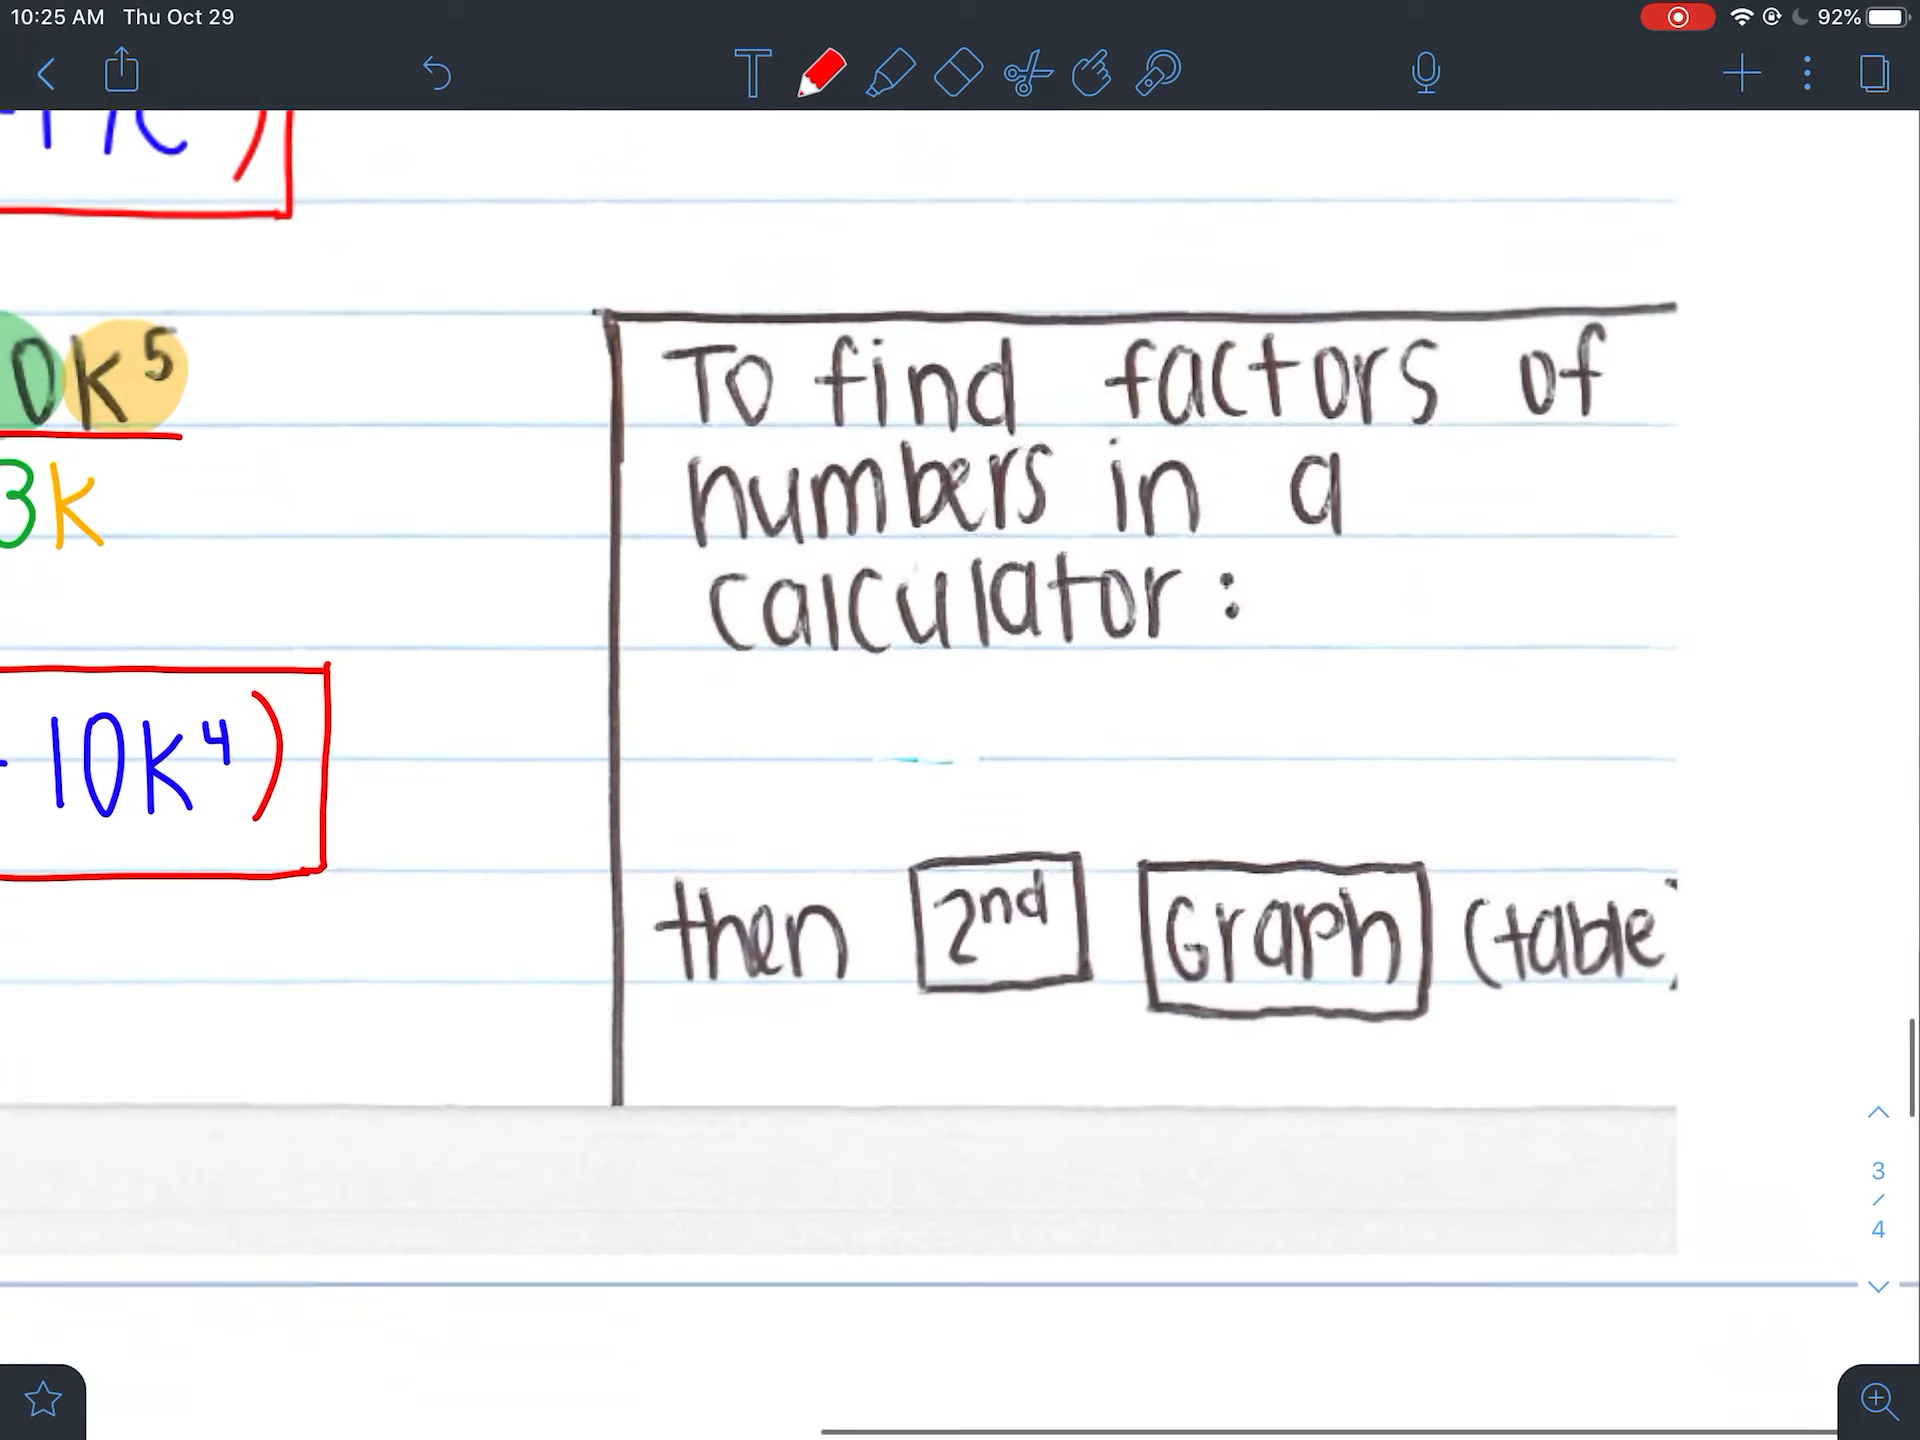 10:25 AM Thu Oct 29
92%
T
0k⁵
3k
- 10k⁴)
To find factors of
numbers in a
calculator:
then 2nd Graph (table)
3
/
4